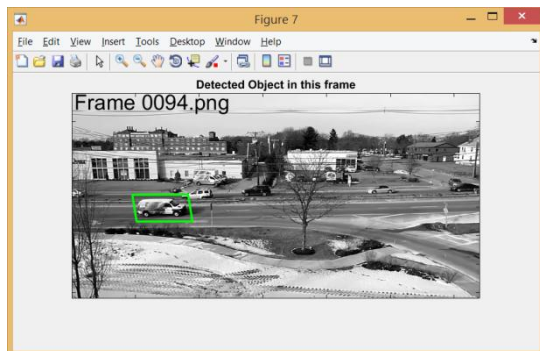 Figure 7
File Edit View Insert Tools Desktop Window Help
Detected Object in this frame
Frame 0094.png